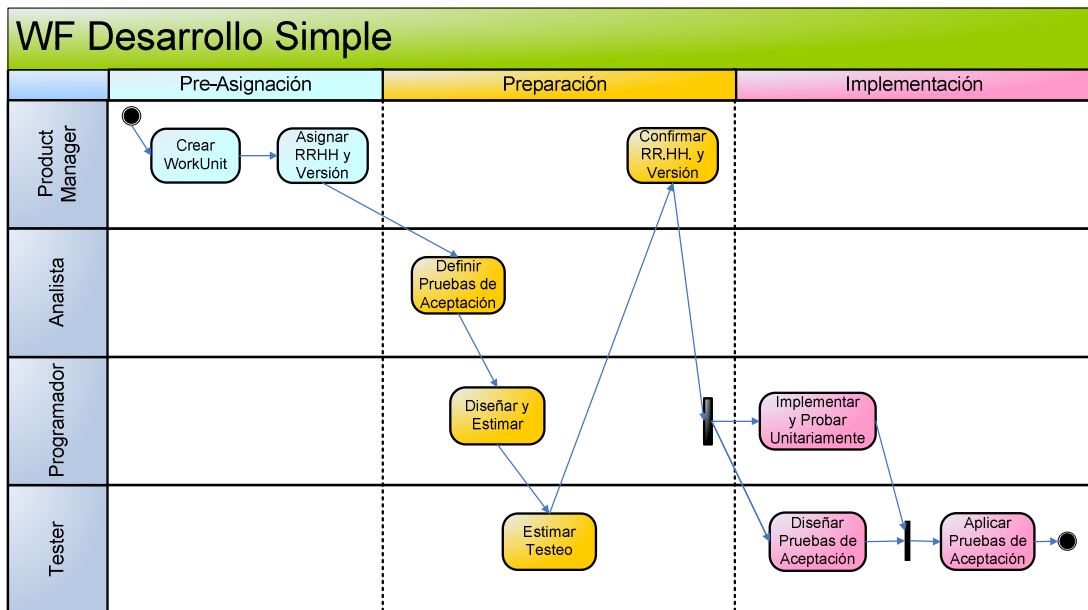 WF Desarrollo Simple
Pre-Asignación
Preparación
Implementación
Product
Manager
Crear
WorkUnit
Asignar
RRHH y
Versión
Confirmar
RR.HH. y
Versión
Analista
Definir
Pruebas de
Aceptación
Programador
Diseñar y
Estimar
Implementar
y Probar
Unitariamente
Tester
Estimar
Testeo
Diseñar
Pruebas de
Aceptación
Aplicar
Pruebas de
Aceptación